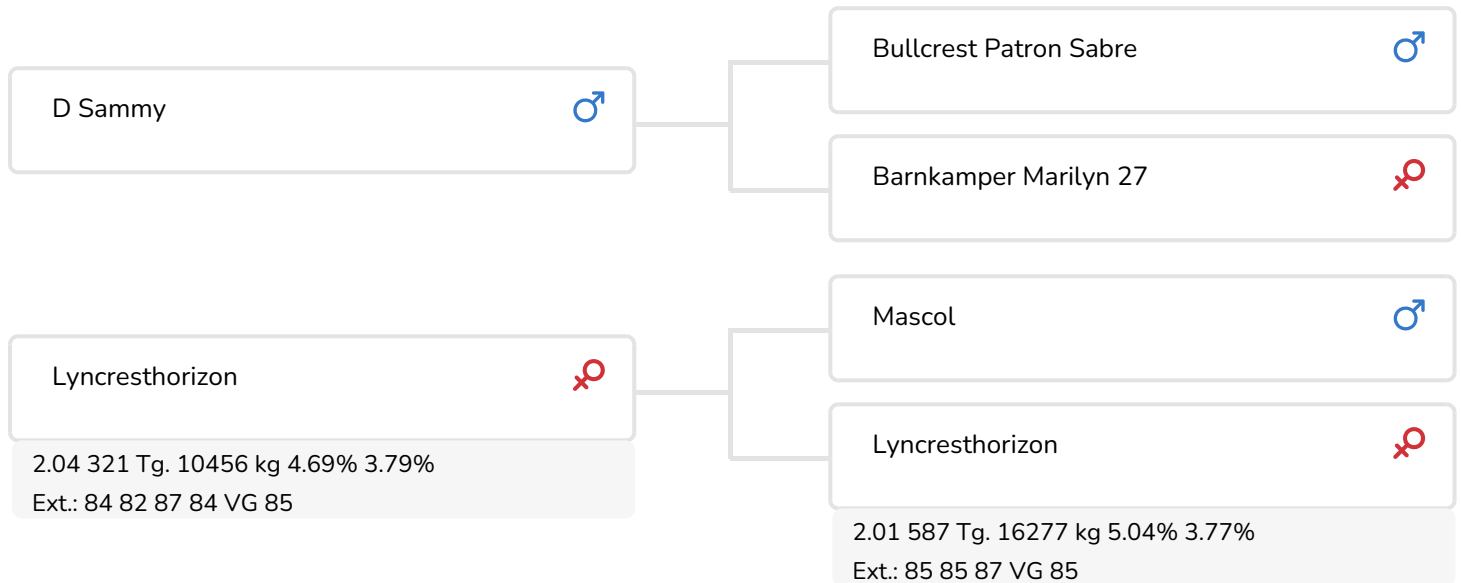 D Sammy
Bullcrest Patron Sabre
Barnkamper Marilyn 27
Lyncresthorizon
2.04 321 Tg. 10456 kg 4.69% 3.79%
Ext.: 84 82 87 84 VG 85
Mascol
Lyncresthorizon
2.01 587 Tg. 16277 kg 5.04% 3.77%
Ext.: 85 85 87 VG 85